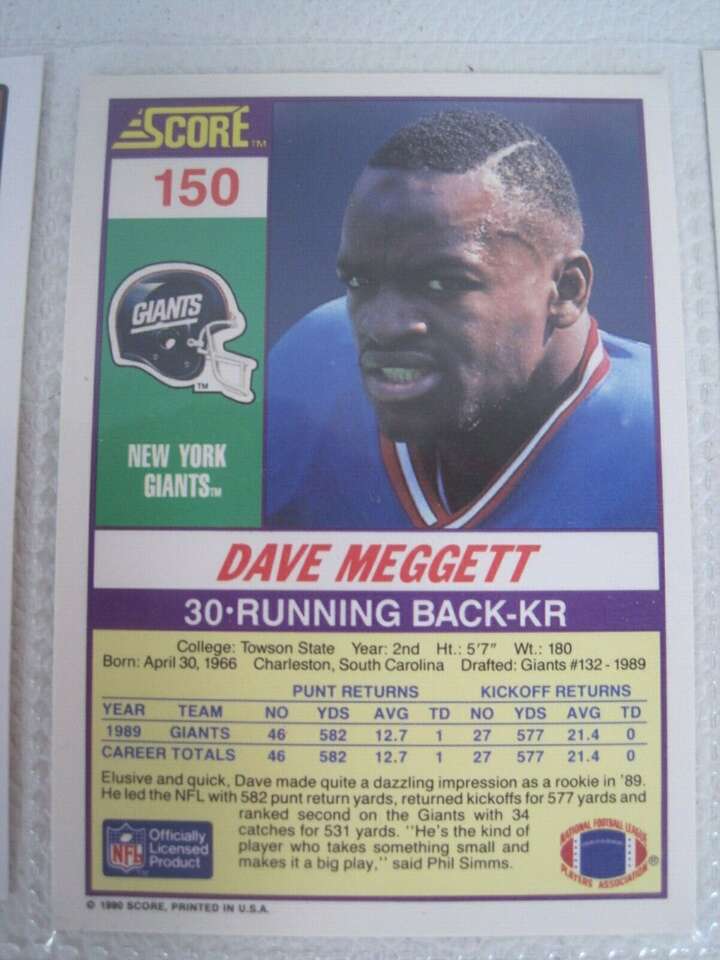 SCORE TM
150
GIANTS
TM
NEW YORK
GIANTS TM
DAVE MEGGETT
30·RUNNING BACK-KR
College: Towson State Year: 2nd Ht.: 5'7" Wt.: 180
Born: April 30, 1966 Charleston, South Carolina Drafted: Giants #132 - 1989
PUNT RETURNS KICKOFF RETURNS
YEAR TEAM NO YDS AVG TD NO YDS AVG TD
1989 GIANTS 46 582 12.7 1 27 577 21.4 0
CAREER TOTALS 46 582 12.7 1 27 577 21.4 0
Elusive and quick, Dave made quite a dazzling impression as a rookie in '89.
He led the NFL with 582 punt return yards, returned kickoffs for 577 yards and
ranked second on the Giants with 34
catches for 531 yards. "He's the kind of
player who takes something small and
makes it a big play," said Phil Simms.
NFL
Officially
Licensed
Product
NATIONAL FOOTBALL LEAGUE
PLAYERS ASSOCIATION ®
© 1990 SCORE, PRINTED IN U.S.A.